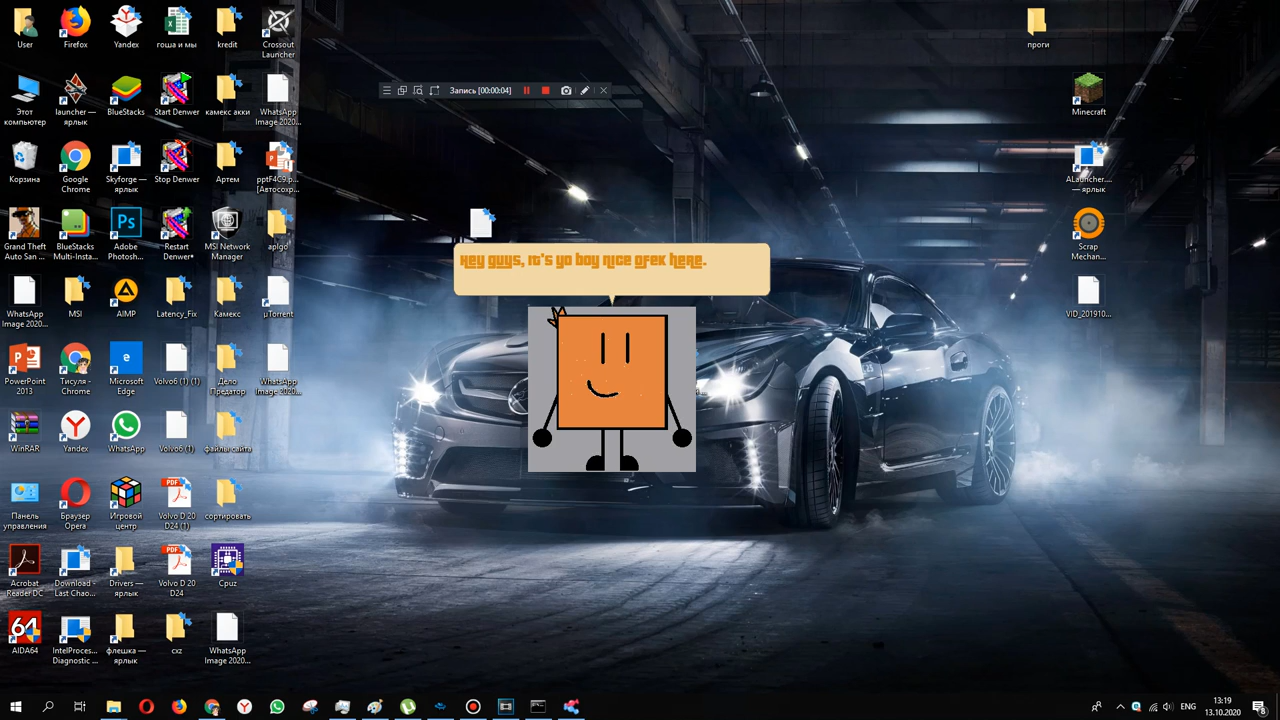 User
Firefox
Yandex
гоша и мы
kredit
Crossout
Launcher
проги
Запись [00:00:04]
Этот
компьютер
launcher —
ярлык
BlueStacks
Start Denwer
камекс акки
WhatsApp
Image 2020...
Minecraft
Корзина
Google
Chrome
Skyforge —
ярлык
Stop Denwer
Артем
pptF4C9.p...
[Автосохр...
ALauncher....
— ярлык
Grand Theft
Auto San ...
BlueStacks
Multi-Insta...
Adobe
Photosh...
Restart
Denwer*
MSI Network
Manager
aplgo
Scrap
Mechan...
Hey guys, it's yo boy nice ofek here.
WhatsApp
Image 2020...
MSI
AIMP
Latency_Fix
Камекс
µTorrent
VID_201910...
PowerPoint
2013
Тисуля -
Chrome
Microsoft
Edge
Volvo6 (1) (1)
Дело
Предатор
WhatsApp
Image 2020...
WinRAR
Yandex
WhatsApp
Volvo6 (1)
файлы сайта
Панель
управления
Браузер
Opera
Игровой
центр
Volvo D 20
D24 (1)
сортировать
Acrobat
Reader DC
Download -
Last Chao...
Drivers —
ярлык
Volvo D 20
D24
Cpuz
64
AIDA64
IntelProces...
Diagnostic ...
флешка —
ярлык
cxz
WhatsApp
Image 2020...
ENG
13:19
13.10.2020